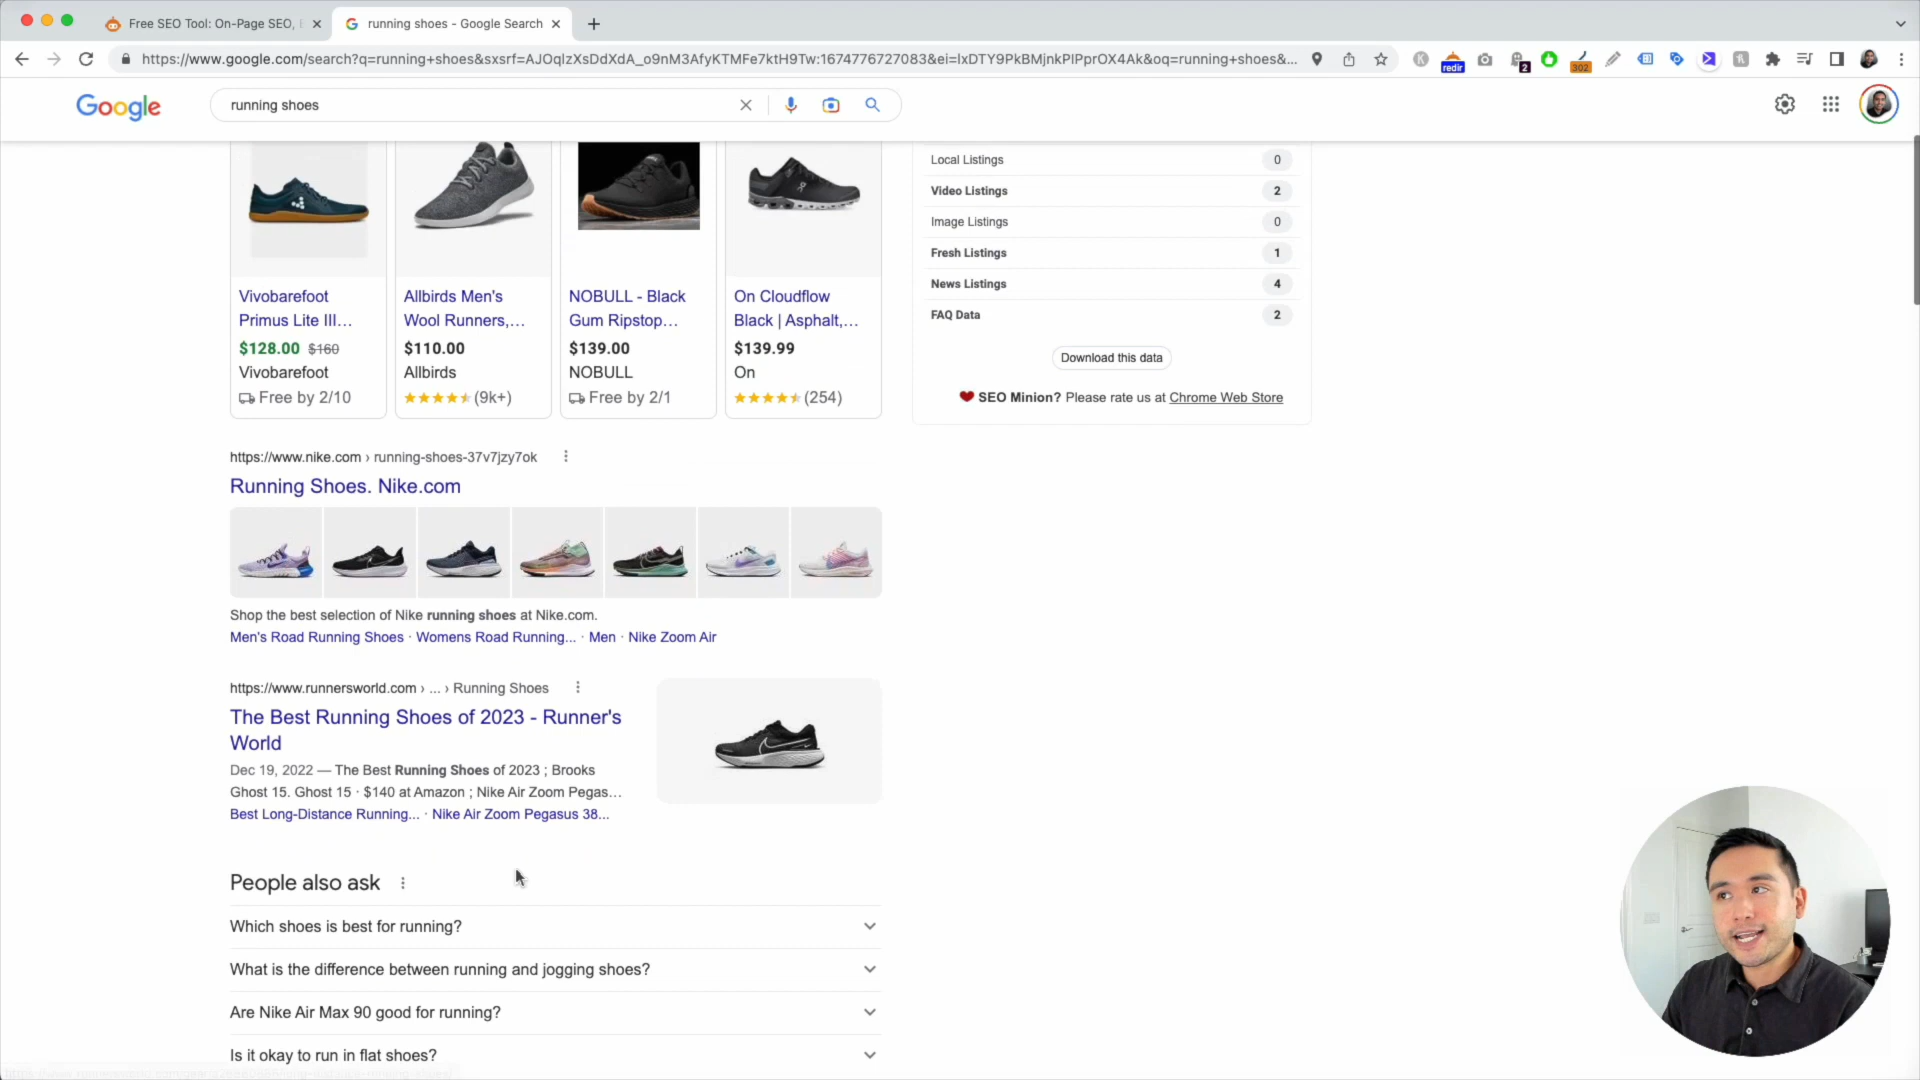 Free SEO Tool: On-Page SEO,
running shoes - Google Search
https://www.google.com/search?q=running+shoes&sxsrf=AJOqlzXsDdXdA_o9nM3AfyKTMFe7ktH9Tw:1674776727083&ei=IxDTY9PkBMjnkPIPprOX4Ak&oq=running+shoes&...
redir
2
302
Google
running shoes
Vivobarefoot
Primus Lite III...
$128.00 $160
Vivobarefoot
Free by 2/10
Allbirds Men's
Wool Runners,...
$110.00
Allbirds
(9k+)
NOBULL - Black
Gum Ripstop...
$139.00
NOBULL
Free by 2/1
On Cloudflow
Black | Asphalt,...
$139.99
On
(254)
Local Listings 0
Video Listings 2
Image Listings 0
Fresh Listings 1
News Listings 4
FAQ Data 2
Download this data
SEO Minion? Please rate us at Chrome Web Store
https://www.nike.com › running-shoes-37v7jzy7ok
Running Shoes. Nike.com
Shop the best selection of Nike running shoes at Nike.com.
Men's Road Running Shoes · Womens Road Running... · Men · Nike Zoom Air
https://www.runnersworld.com › ... › Running Shoes
The Best Running Shoes of 2023 - Runner's
World
Dec 19, 2022 — The Best Running Shoes of 2023 ; Brooks
Ghost 15. Ghost 15 · $140 at Amazon ; Nike Air Zoom Pegas...
Best Long-Distance Running... · Nike Air Zoom Pegasus 38...
People also ask
Which shoes is best for running?
What is the difference between running and jogging shoes?
Are Nike Air Max 90 good for running?
Is it okay to run in flat shoes?